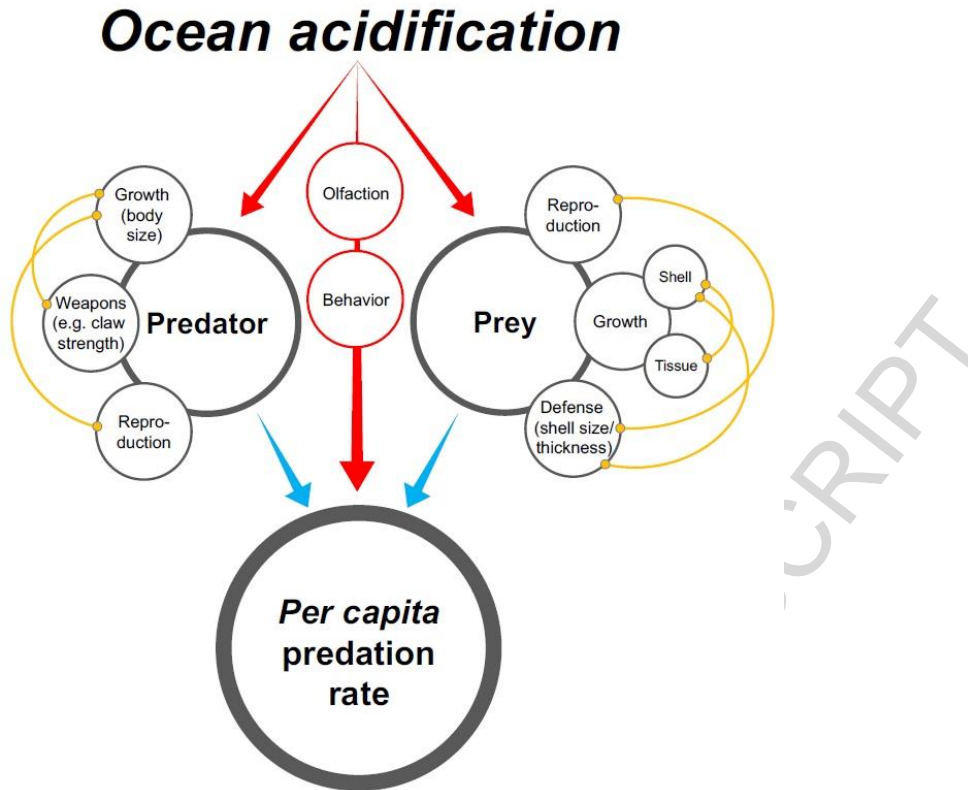 Ocean acidification
Growth
(body
size)
Weapons
(e.g. claw
strength)
Predator
Repro-
duction
Olfaction
Behavior
Repro-
duction
Shell
Growth
Tissue
Prey
Defense
(shell size/
thickness)
Per capita
predation
rate
CRIPT